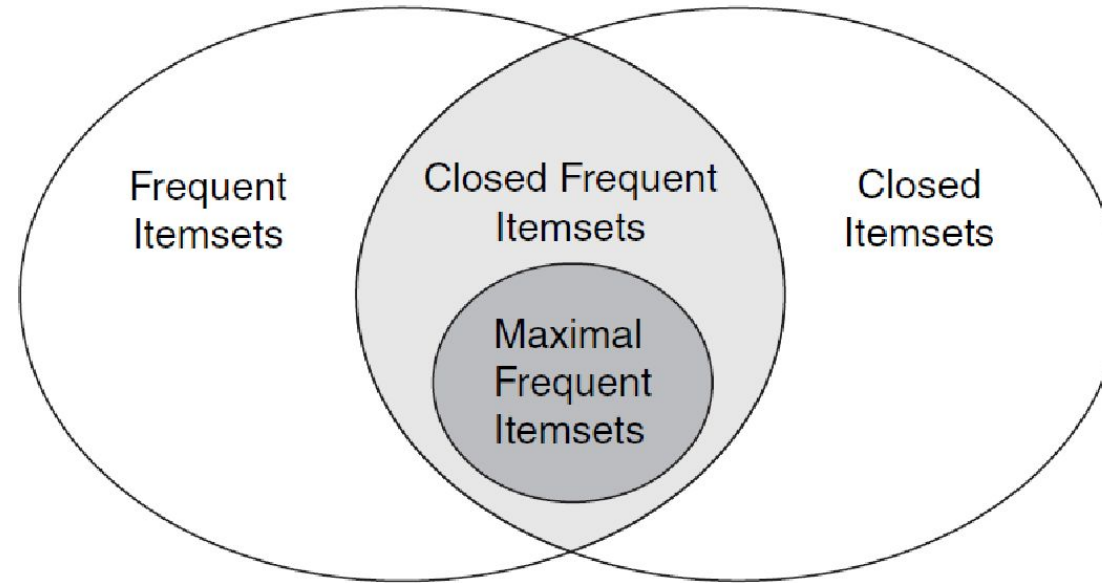 Frequent
Itemsets
Closed Frequent
Itemsets
Closed
Itemsets
Maximal
Frequent
Itemsets